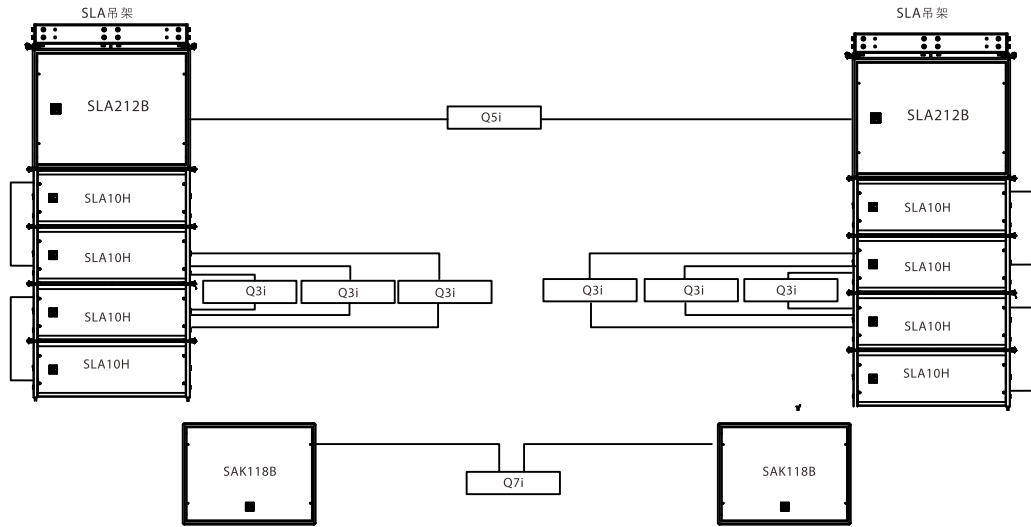 SLA吊架
SLA吊架
SLA212B
Q5i
SLA212B
SLA10H
SLA10H
SLA10H
SLA10H
Q3i
Q3i
Q3i
Q3i
Q3i
Q3i
SLA10H
SLA10H
SLA10H
SLA10H
SAK118B
Q7i
SAK118B